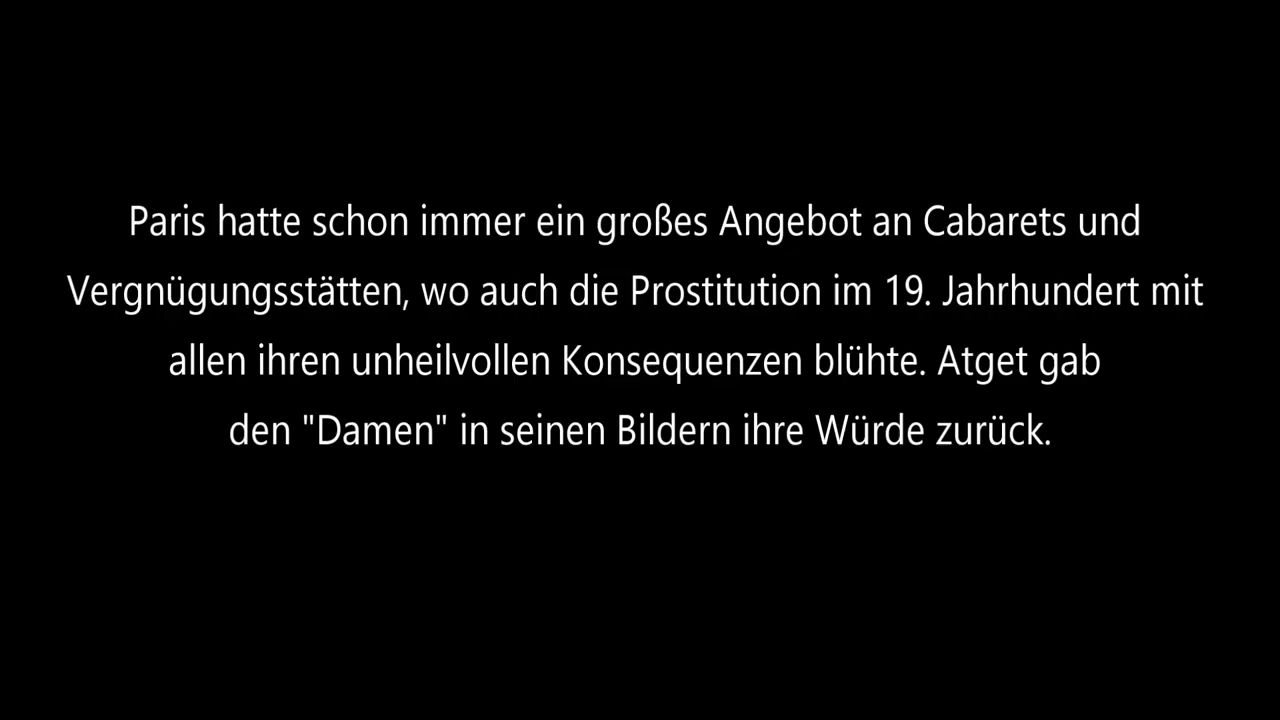 Paris hatte schon immer ein großes Angebot an Cabarets und
Vergnügungsstätten, wo auch die Prostitution im 19. Jahrhundert mit
allen ihren unheilvollen Konsequenzen blühte. Atget gab
den "Damen" in seinen Bildern ihre Würde zurück.